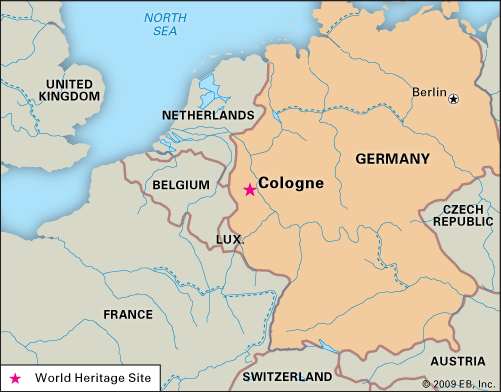 NORTH
SEA
UNITED
KINGDOM
Berlin
NETHERLANDS
GERMANY
BELGIUM
Cologne
CZECH
REPUBLIC
LUX.
FRANCE
AUSTRIA
SWITZERLAND
World Heritage Site
© 2009 EB, Inc.